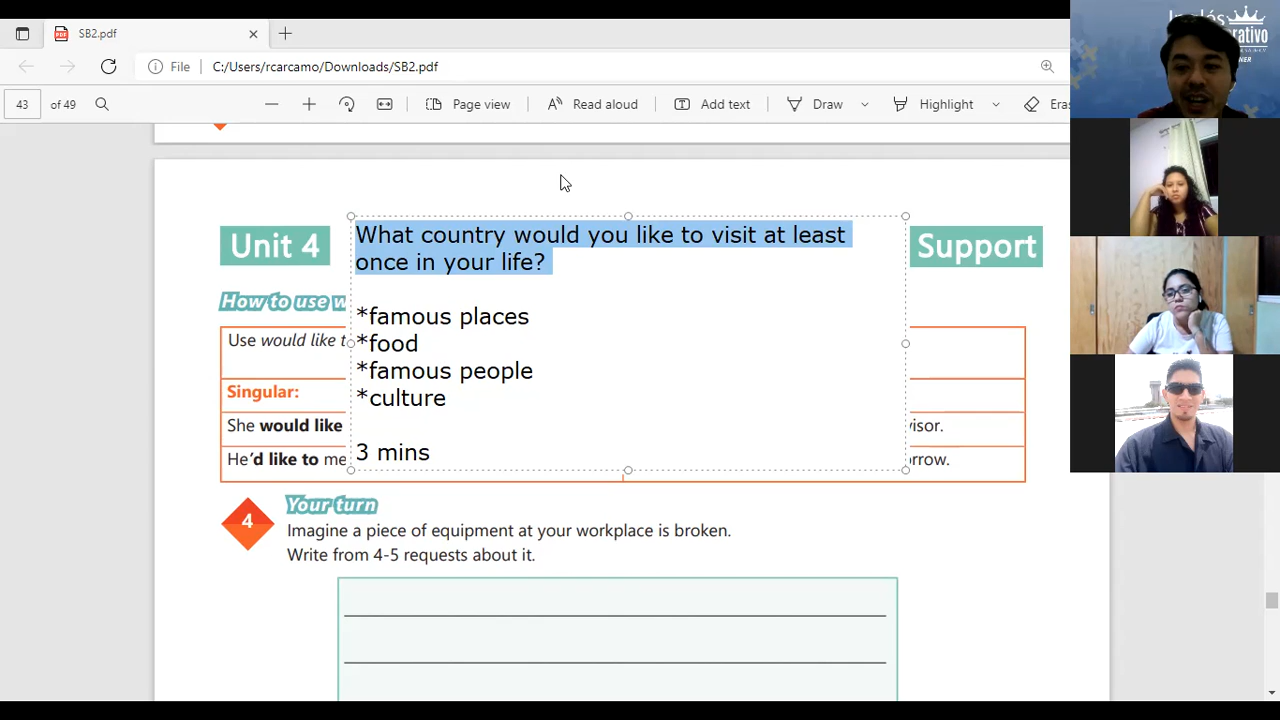 SB2.pdf
File
C:/Users/rcarcamo/Downloads/SB2.pdf
43 of 49
Page view
Read aloud
Add text
Draw
Highlight
Unit 4
Support
What country would you like to visit at least
once in your life?
*famous places
*food
*famous people
*culture
3 mins
How to use
Use would like
Singular:
She would like
He'd like to me
4
Your turn
Imagine a piece of equipment at your workplace is broken.
Write from 4-5 requests about it.